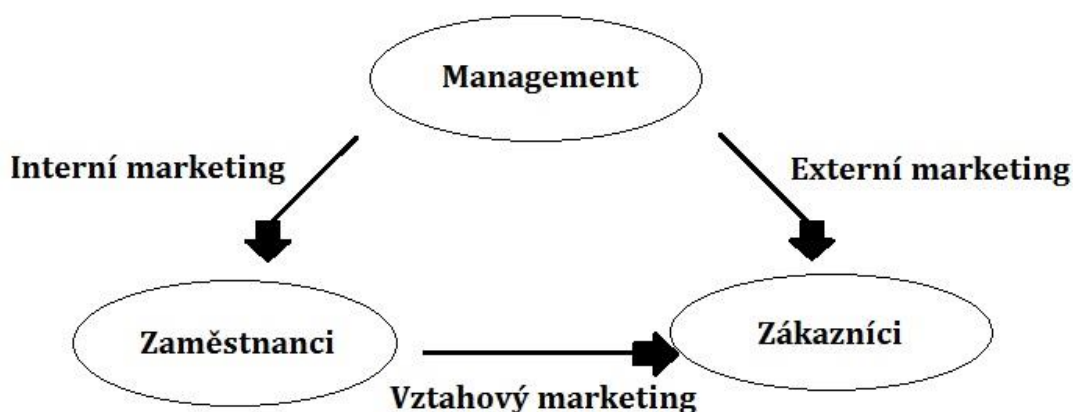 Management
Interní marketing
Externí marketing
Zaměstnanci
Zákazníci
Vztahový marketing